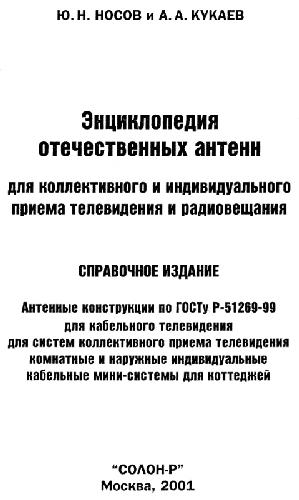 Ю. Н. НОСОВ и А. А. КУКАЕВ
Энциклопедия
отечественных антенн
для коллективного и индивидуального
приема телевидения и радиовещания
СПРАВОЧНОЕ ИЗДАНИЕ
Антенные конструкции по ГОСТу Р-51269-99
для кабельного телевидения
для систем коллективного приема телевидения
комнатные и наружные индивидуальные
кабельные мини-системы для коттеджей
"СОЛОН-Р"
Москва, 2001